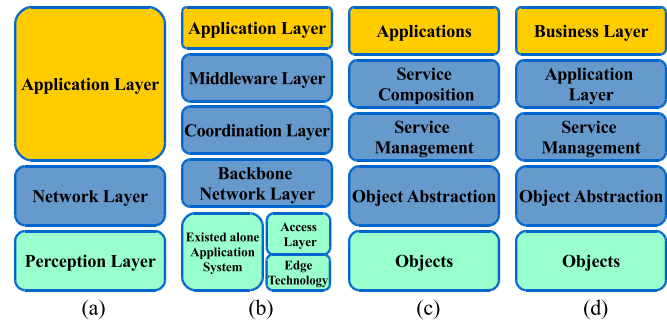 Application Layer
Network Layer
Perception Layer
(a)
Application Layer
Middleware Layer
Coordination Layer
Backbone
Network Layer
Existed alone
Application
System
Access
Layer
Edge
Technology
(b)
Applications
Service
Composition
Service
Management
Object Abstraction
Objects
(c)
Business Layer
Application
Layer
Service
Management
Object Abstraction
Objects
(d)